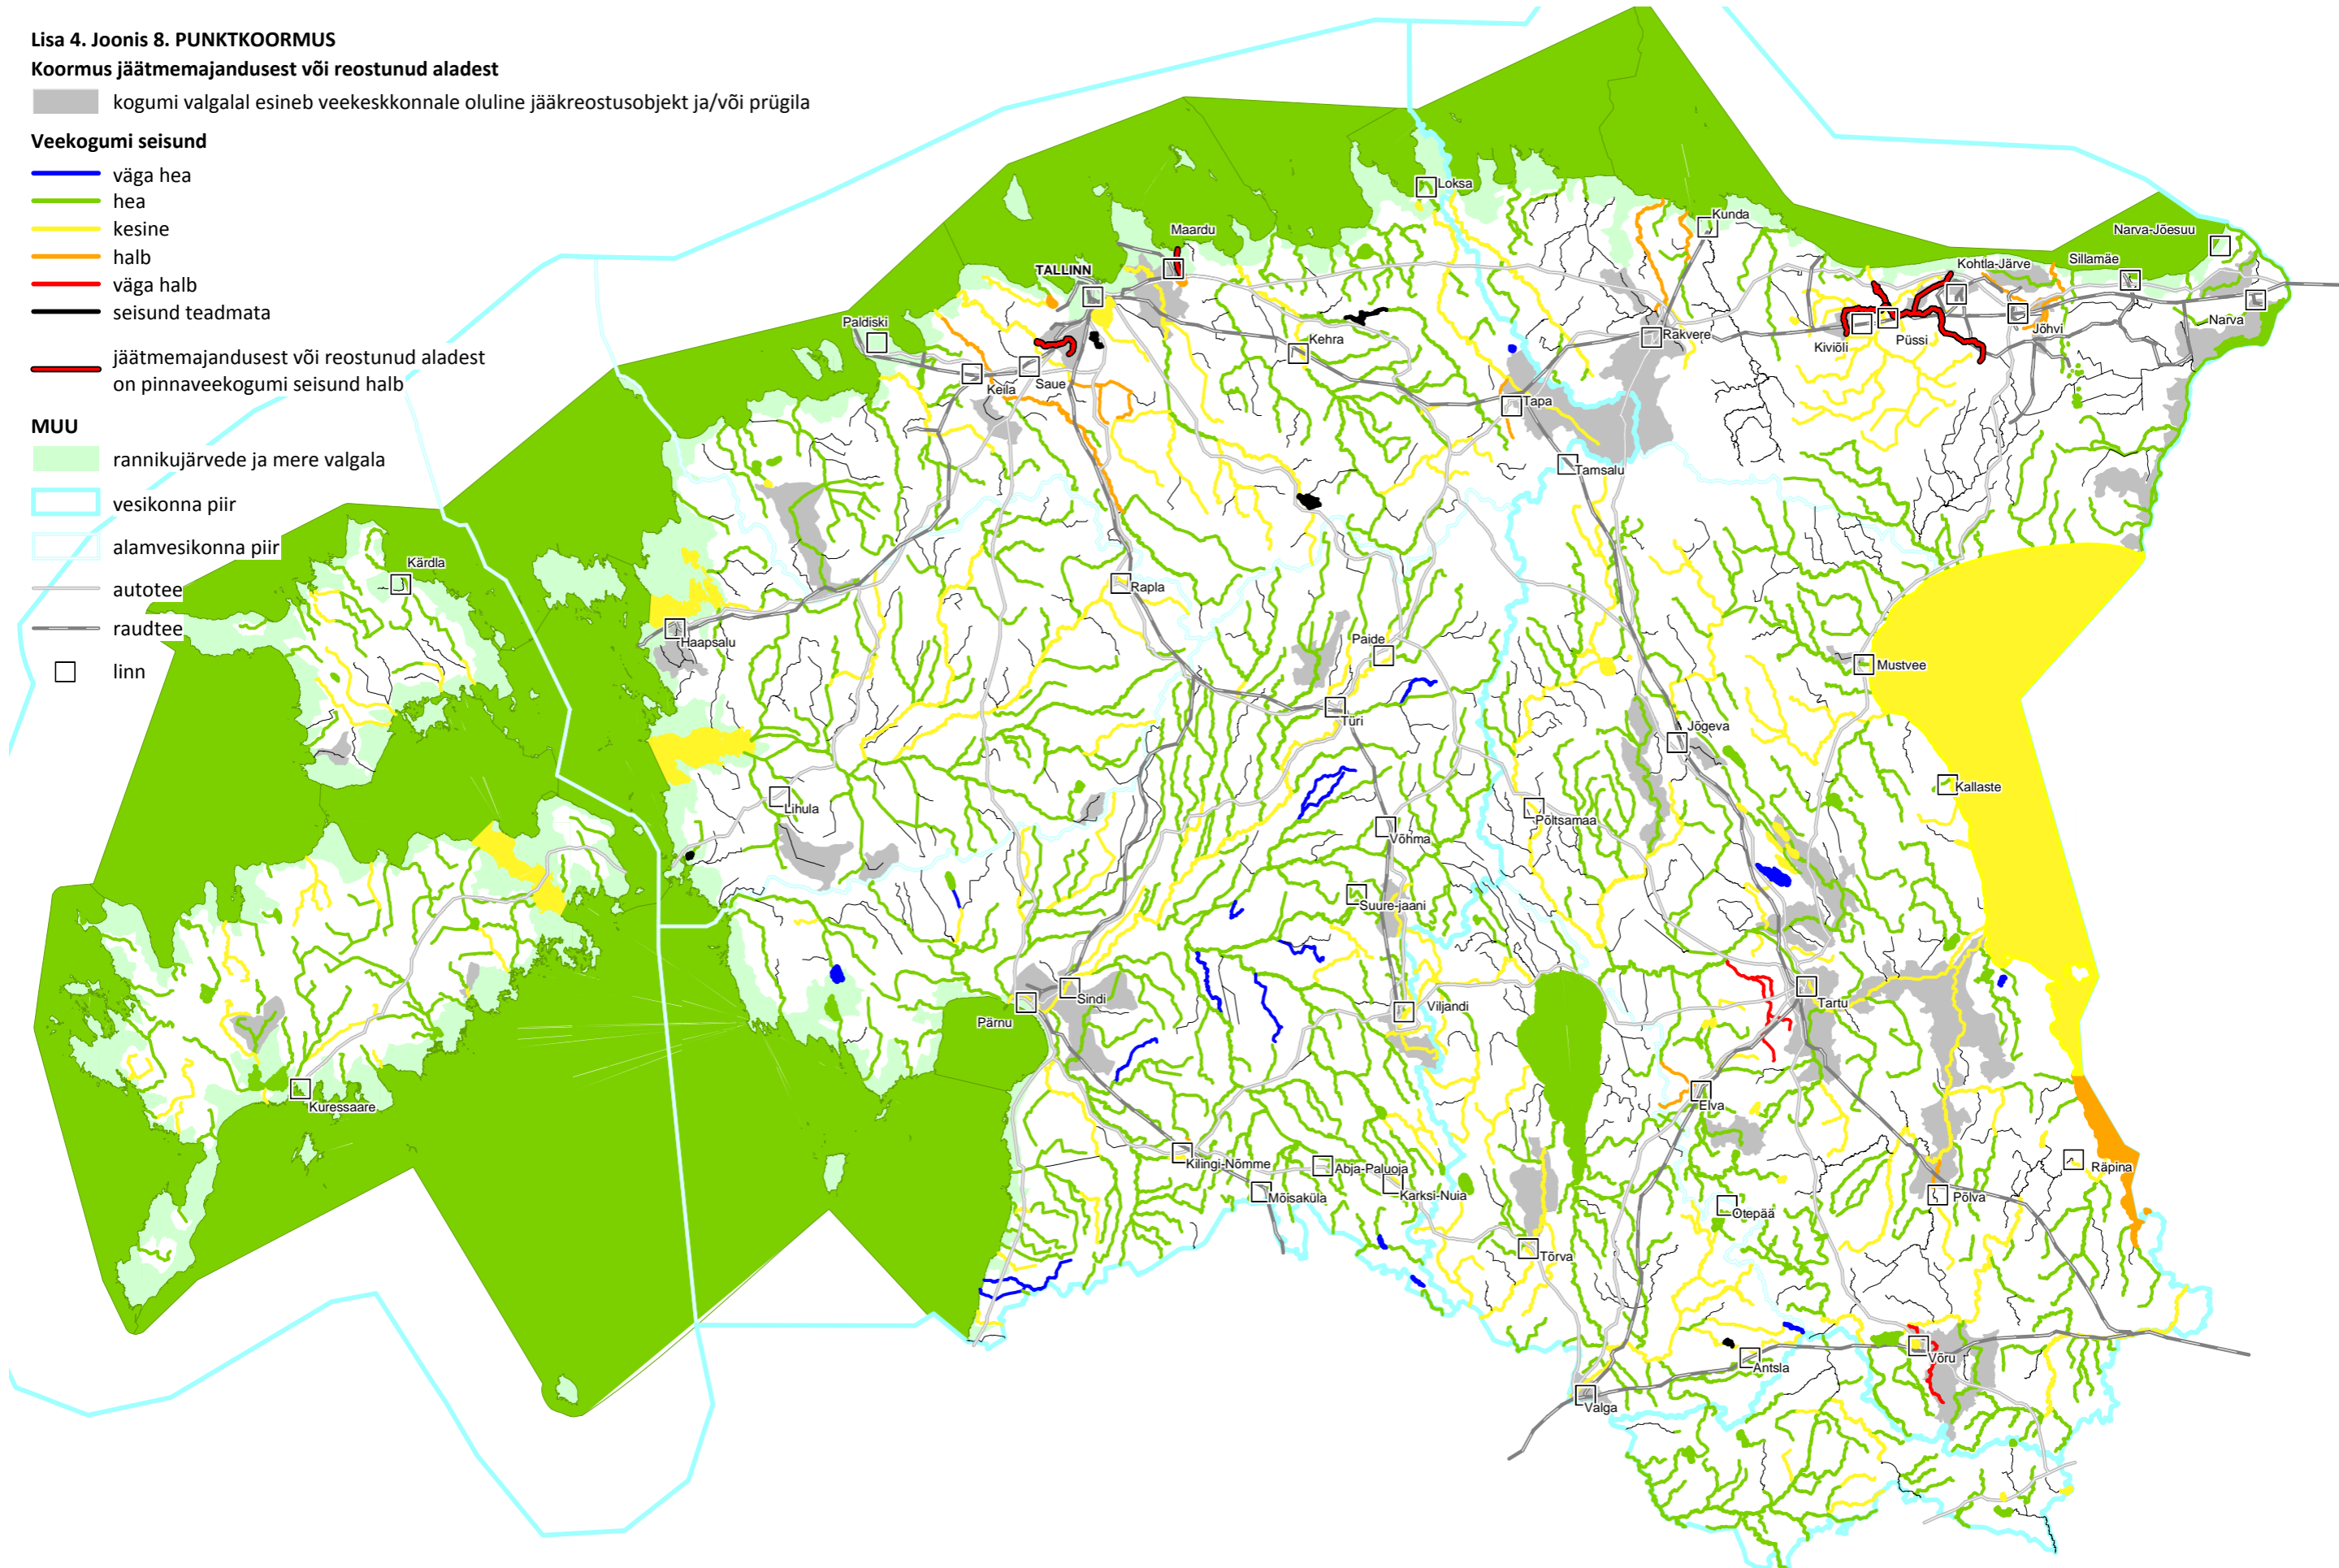 Lisa 4. Joonis 8. PUNKTKOORMUS
Koormus jäätmemajandusest või reostunud aladest
kogumi valgalal esineb veekeskkonnale oluline jääkreostusobjekt ja/või prügila
Veekogumi seisund
väga hea
hea
kesine
halb
väga halb
seisund teadmata
jäätmemajandusest või reostunud aladest
on pinnaveekogumi seisund halb
MUU
rannikujärvede ja mere valgala
vesikonna piir
alamvesikonna piir
autotee
raudtee
linn
Loksa
Kunda
Maardu
Narva-Jõesuu
TALLINN
Kohtla-Järve
Sillamäe
Paldiski
Narva
Kehra
Rakvere
Kiviõli
Püssi
Jõhvi
Keila
Saue
Tapa
Tamsalu
Kärdla
Rapla
Haapsalu
Paide
Mustvee
Türi
Jõgeva
Lihula
Kallaste
Põltsamaa
Võhma
Suure-jaani
Sindi
Tartu
Pärnu
Viljandi
Kuressaare
Elva
Kilingi-Nõmme
Abja-Paluoja
Räpina
Mõisaküla
Karksi-Nuia
Põlva
Otepää
Tõrva
Võru
Antsla
Valga